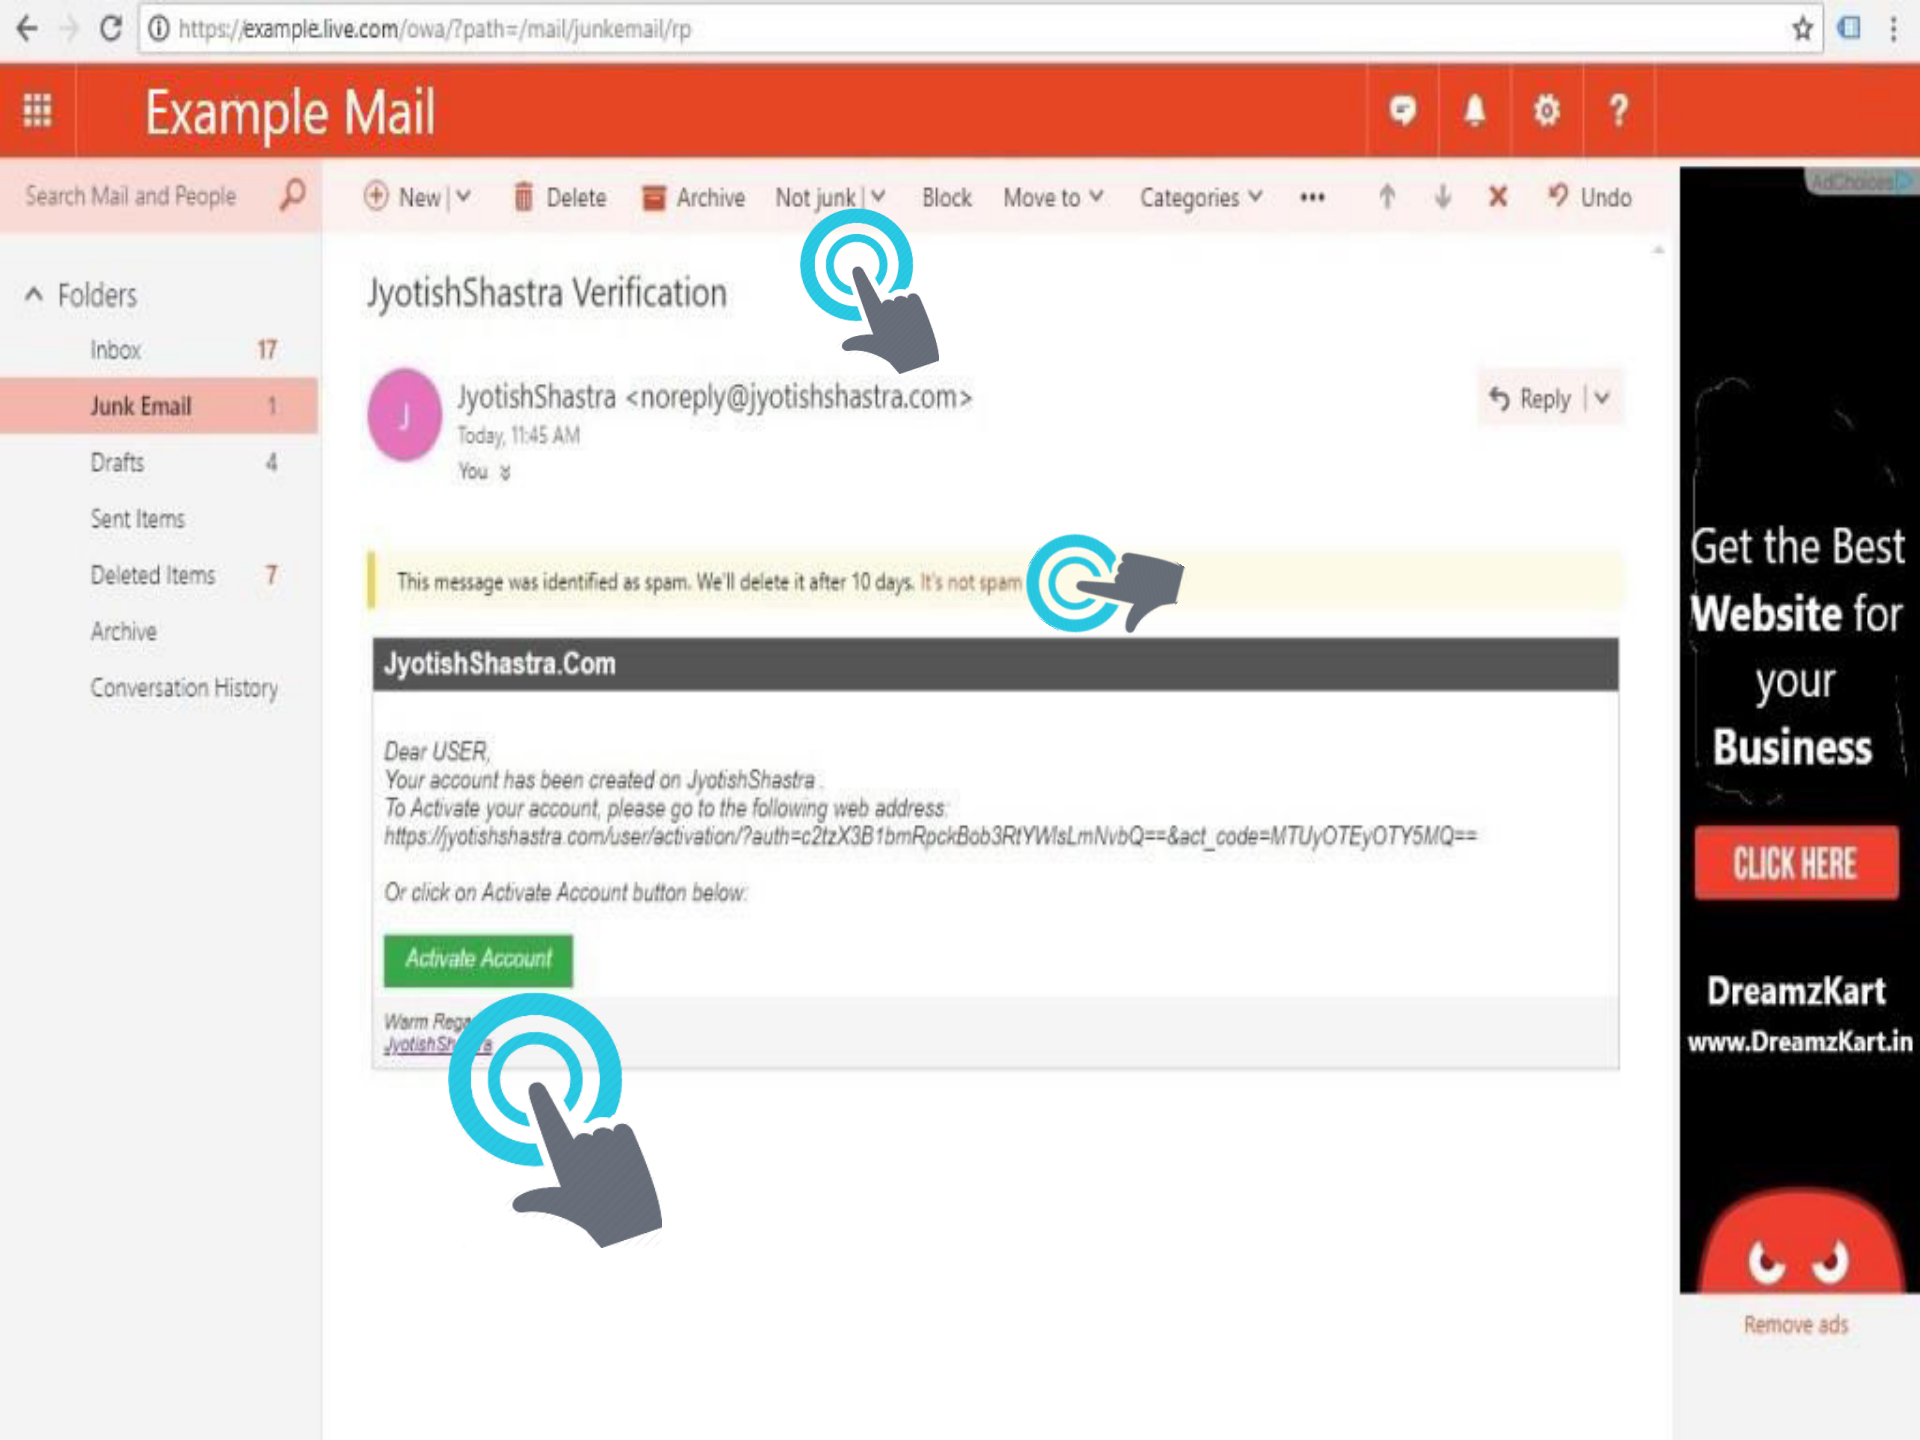 https://example.live.com/owa/?path=/mail/junkemail/rp
Example Mail
?
Search Mail and People
New
Delete
Archive
Not junk
Block
Move to
Categories
Undo
AdChoices
Folders
Inbox 17
Junk Email 1
Drafts 4
Sent Items
Deleted Items 7
Archive
Conversation History
JyotishShastra Verification
J
JyotishShastra <noreply@jyotishshastra.com>
Today, 11:45 AM
You
Reply
This message was identified as spam. We'll delete it after 10 days. It's not spam
JyotishShastra.Com
Dear USER,
Your account has been created on JyotishShastra .
To Activate your account, please go to the following web address:
https://jyotishshastra.com/user/activation/?auth=c2tzX3B1bmRpckBob3RtYWlsLmNvbQ==&act_code=MTUyOTEyOTY5MQ==
Or click on Activate Account button below:
Activate Account
Warm
Get the Best
Website for
your
Business
CLICK HERE
DreamzKart
www.DreamzKart.in
Remove ads